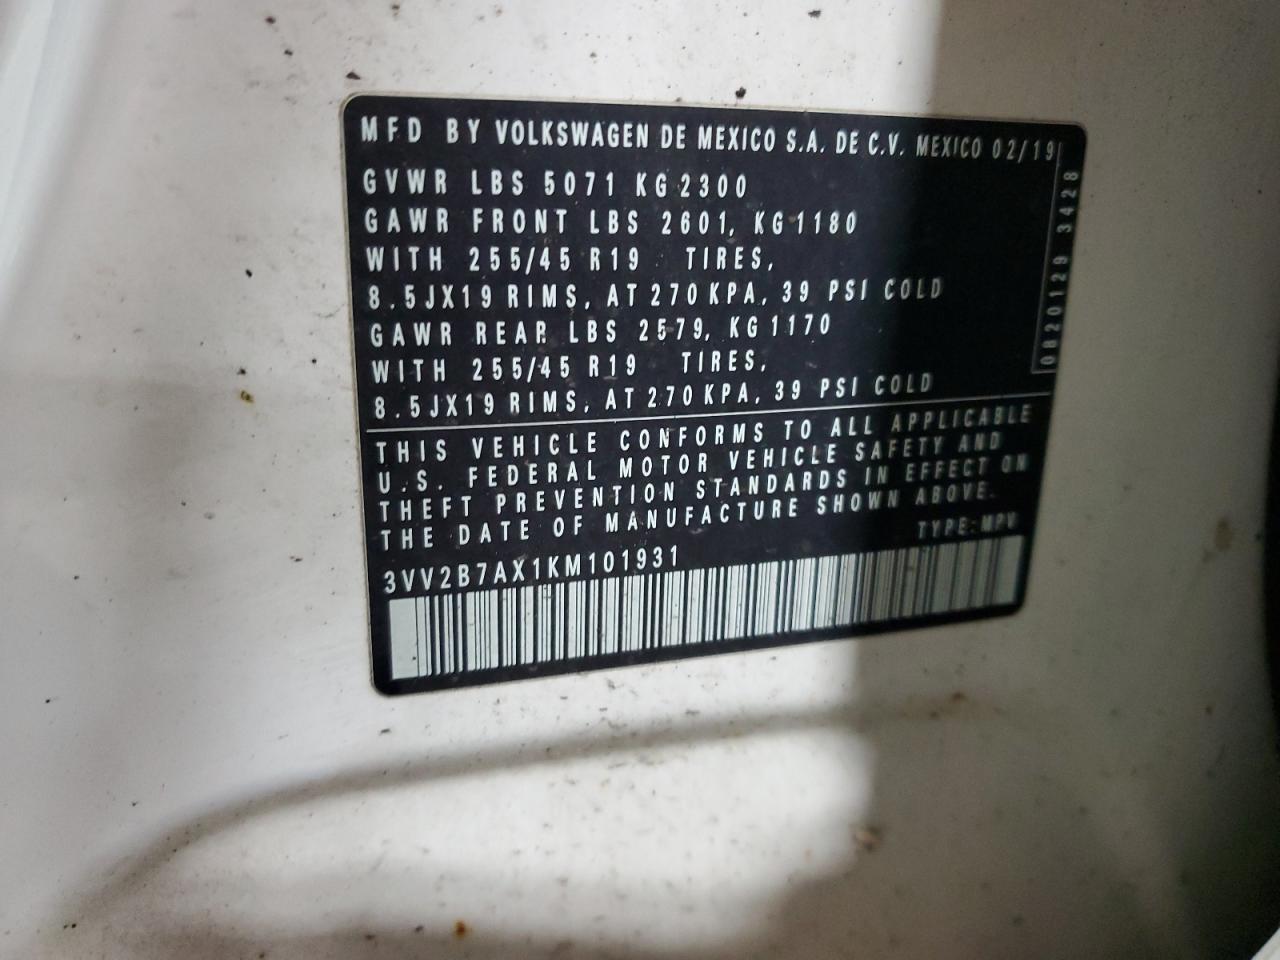 MFD BY VOLKSWAGEN DE MEXICO S.A. DE C.V. MEXICO 02/19
GVWR LBS 5071 KG 2300
GAWR FRONT LBS 2601, KG 1180
WITH 255/45 R19 TIRES,
8.5JX19 RIMS, AT 270 KPA, 39 PSI COLD
GAWR REAR LBS 2579, KG 1170
WITH 255/45 R19 TIRES,
8.5JX19 RIMS, AT 270 KPA, 39 PSI COLD
0820129 3428
THIS VEHICLE CONFORMS TO ALL APPLICABLE
U.S. FEDERAL MOTOR VEHICLE SAFETY AND
THEFT PREVENTION STANDARDS IN EFFECT ON
THE DATE OF MANUFACTURE SHOWN ABOVE.
TYPE:MPV
3VV2B7AX1KM101931